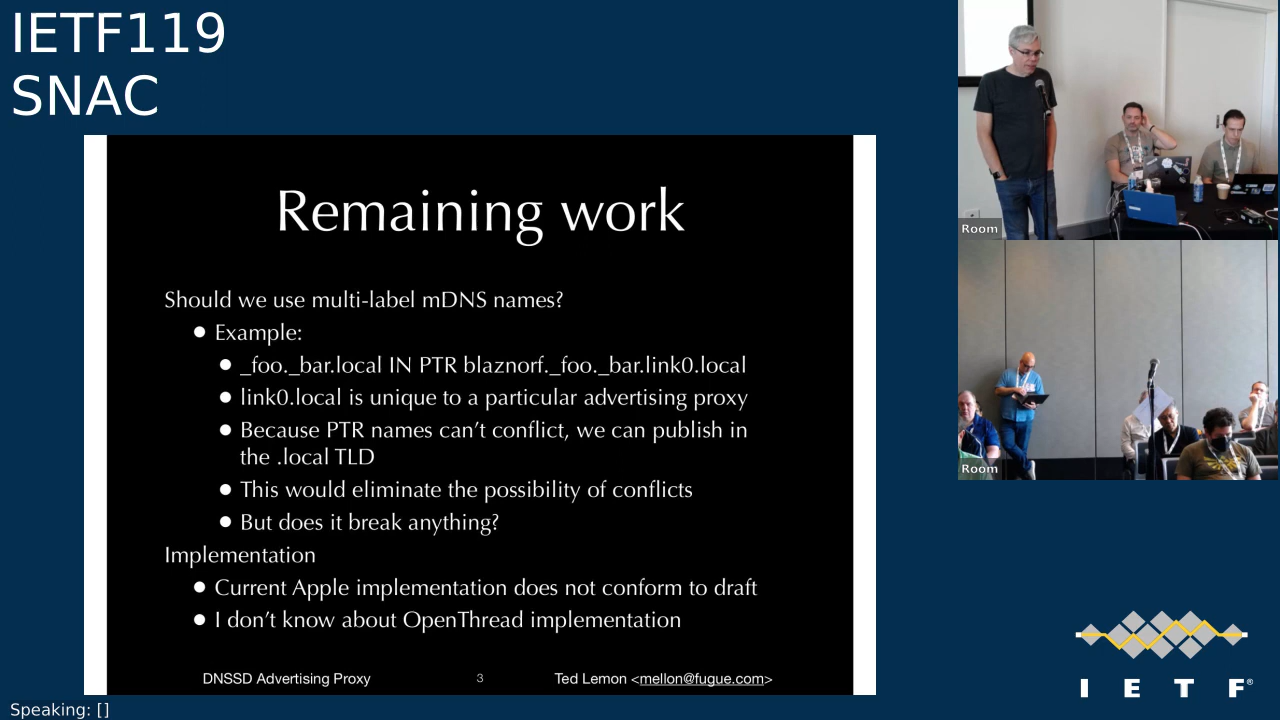 IETF119
SNAC
Remaining work
Should we use multi-label mDNS names?
● Example:
● _foo._bar.local IN PTR blaznorf._foo._bar.link0.local
● link0.local is unique to a particular advertising proxy
● Because PTR names can’t conflict, we can publish in
the .local TLD
● This would eliminate the possibility of conflicts
● But does it break anything?
Implementation
● Current Apple implementation does not conform to draft
● I don’t know about OpenThread implementation
DNSSD Advertising Proxy 3 Ted Lemon <mellon@fugue.com>
Room
Room
I E T F®
Speaking: []